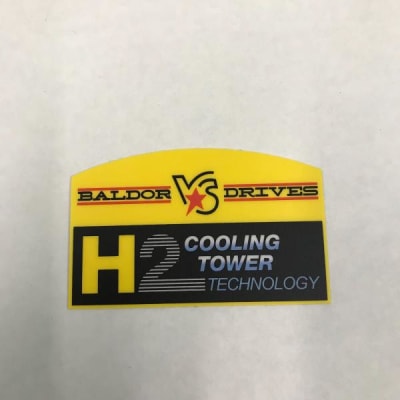 BALDOR VS DRIVES
H2 COOLING
TOWER
TECHNOLOGY